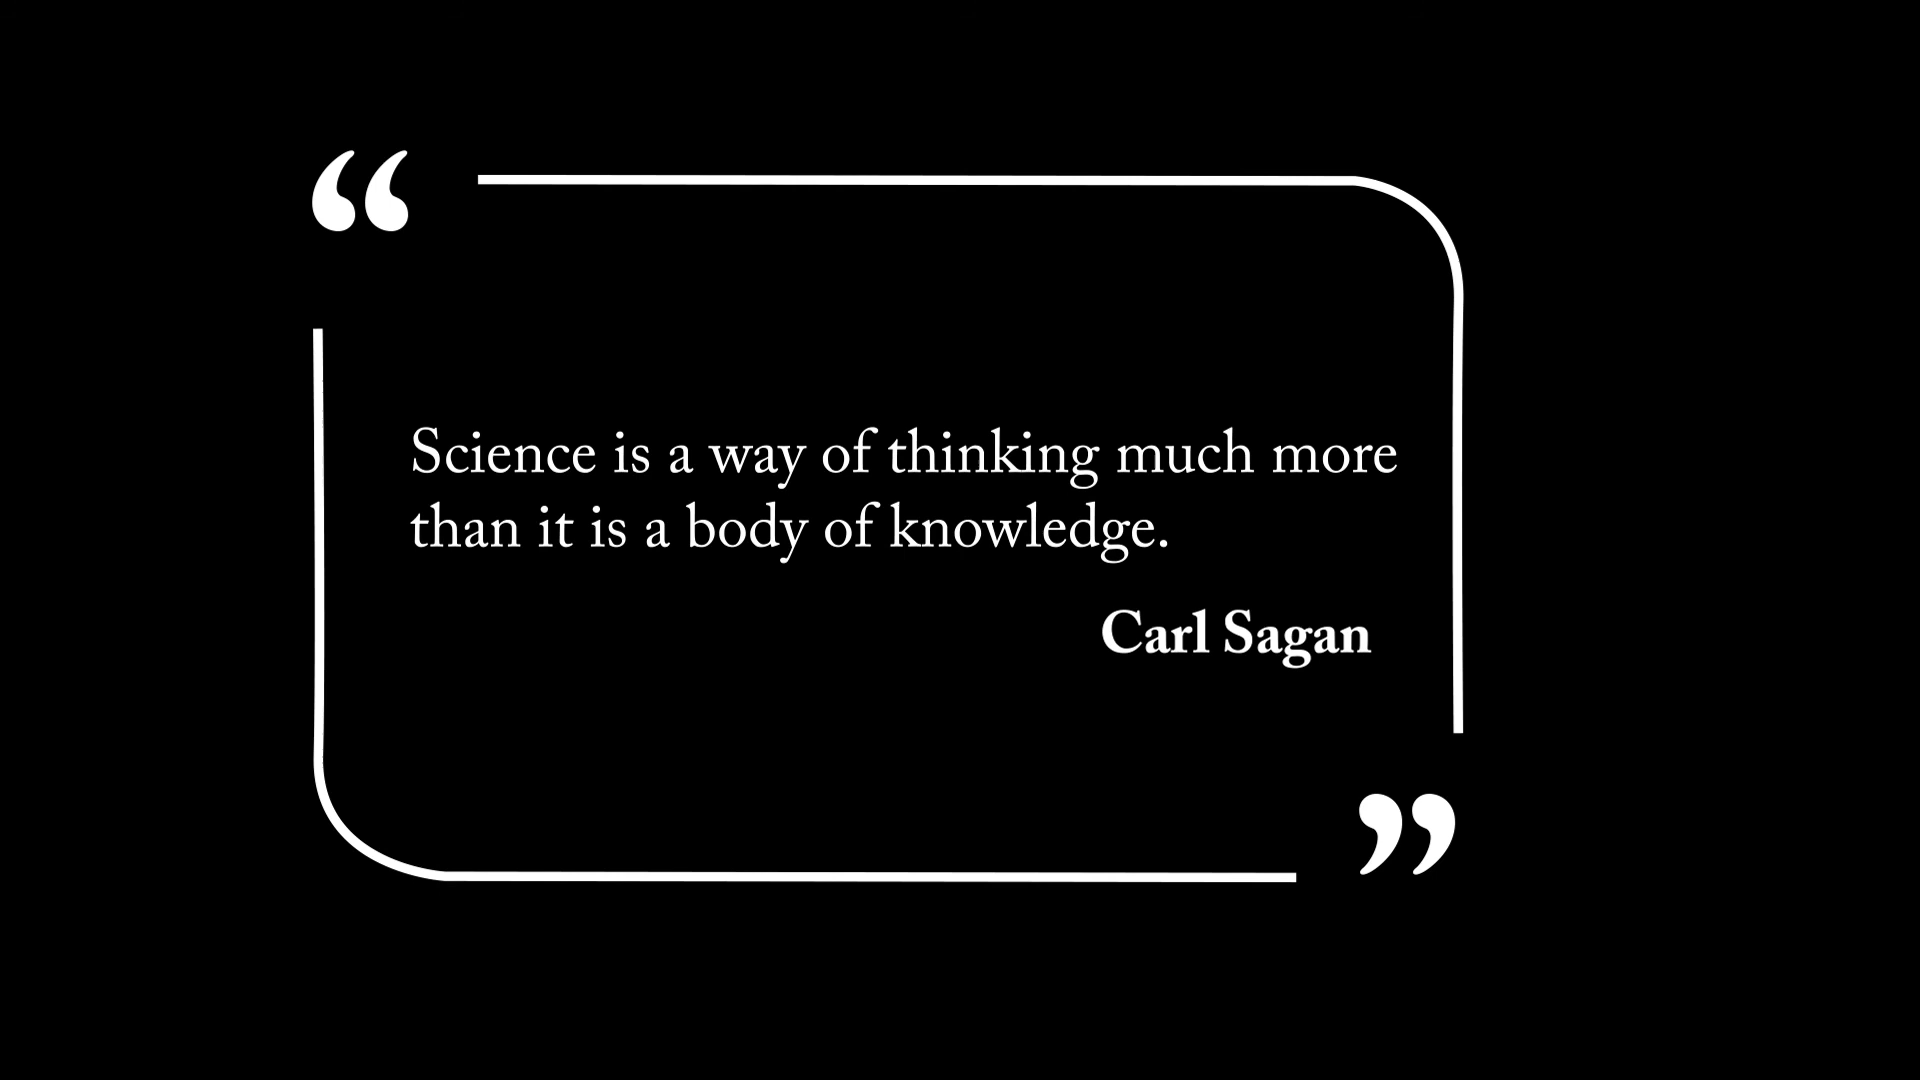 “
Science is a way of thinking much more
than it is a body of knowledge.
Carl Sagan
”